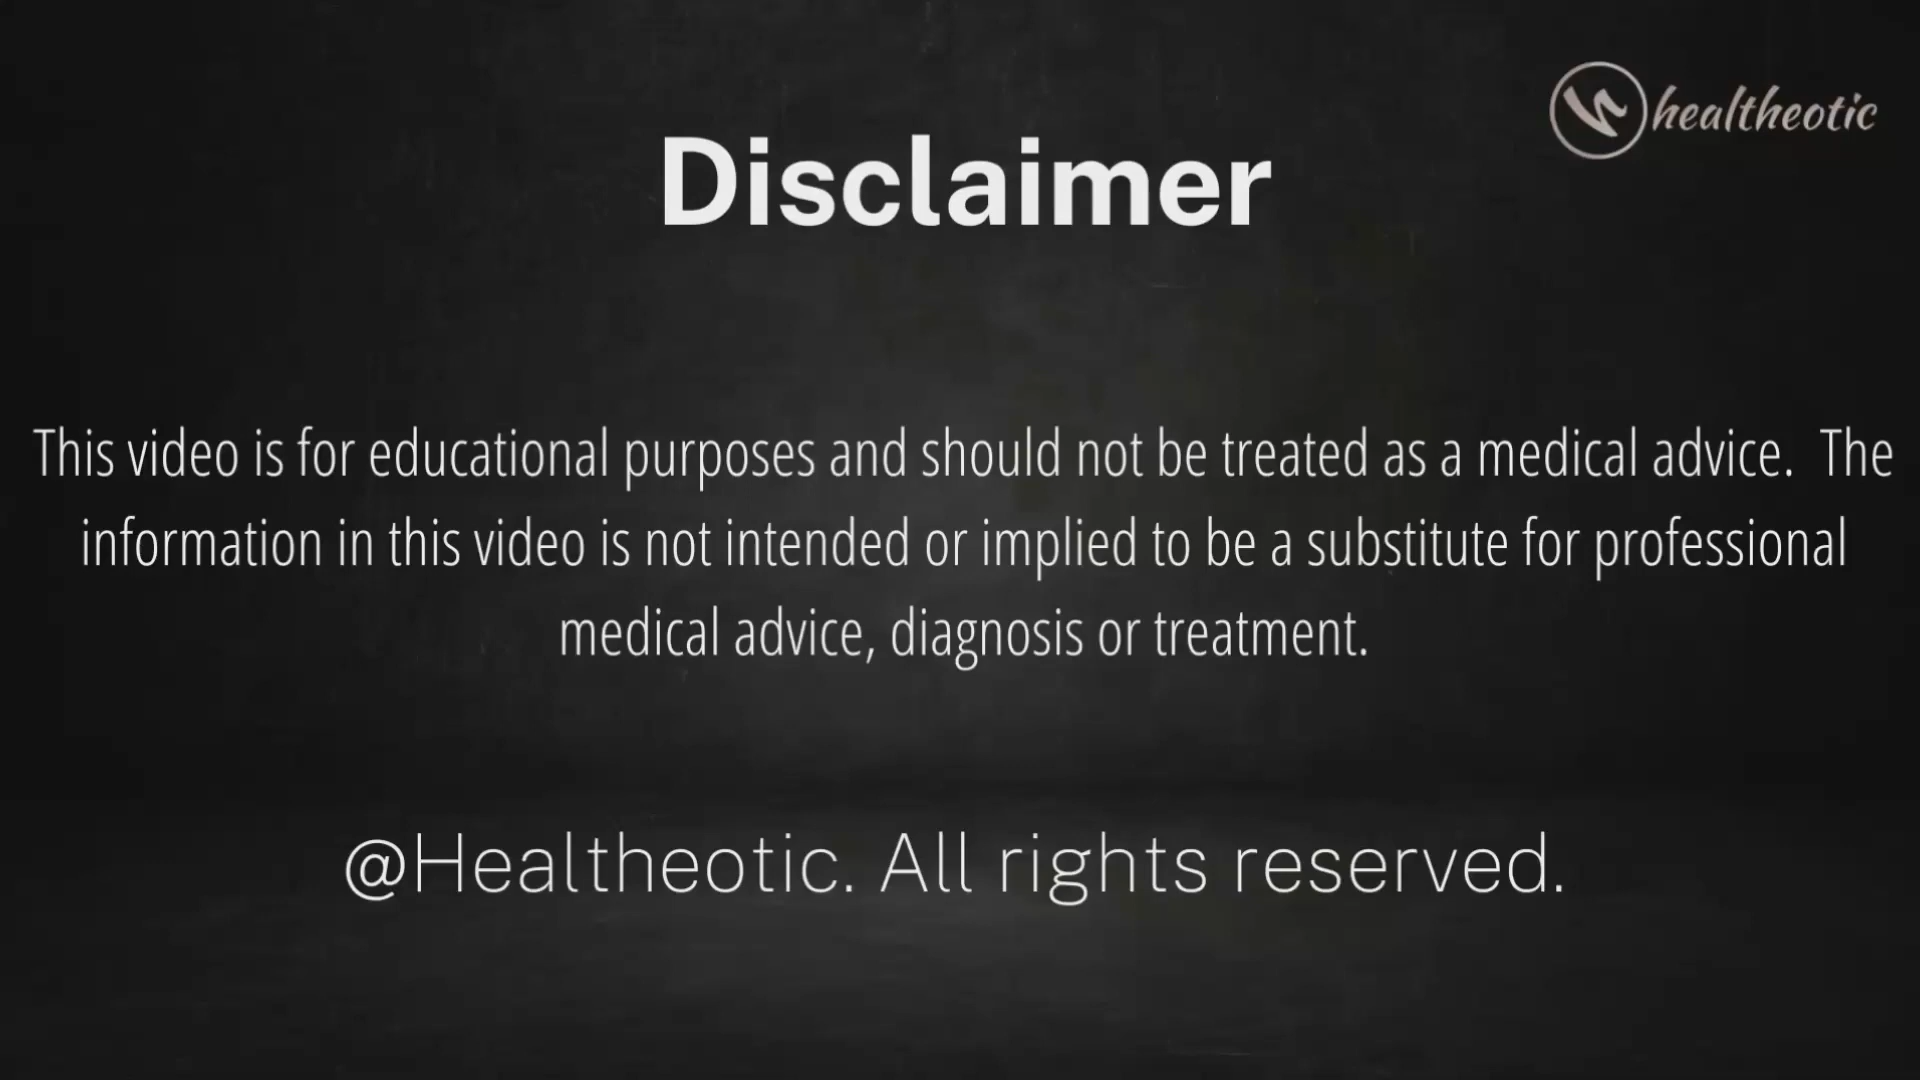 healtheotic
Disclaimer
This video is for educational purposes and should not be treated as a medical advice.  The
information in this video is not intended or implied to be a substitute for professional
medical advice, diagnosis or treatment.
@Healtheotic. All rights reserved.